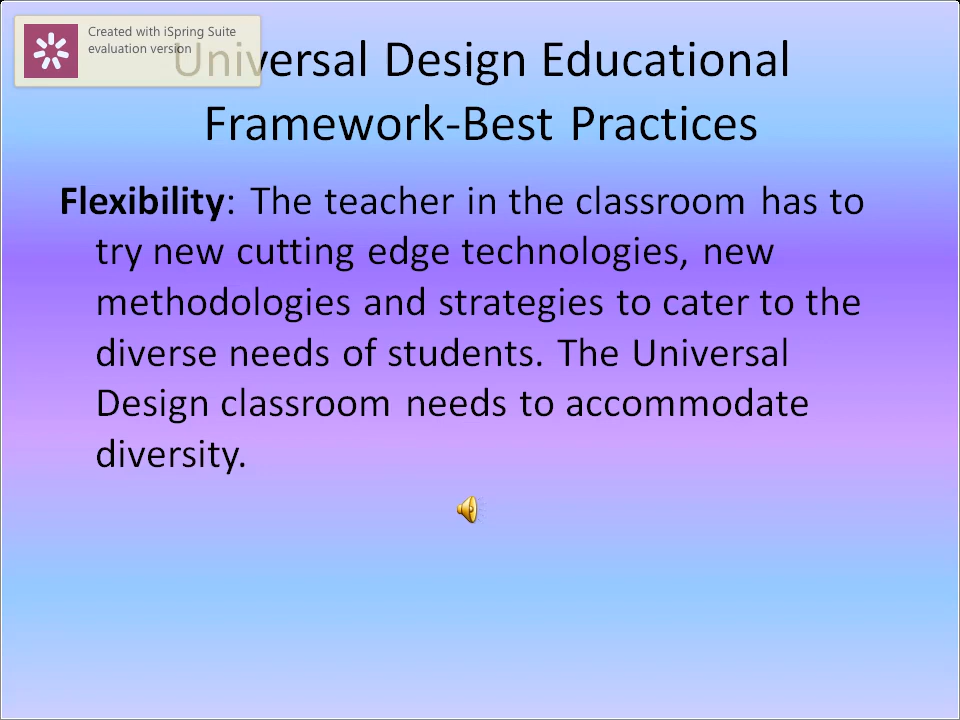 Created with iSpring Suite
evaluation version
Universal Design Educational
Framework-Best Practices
Flexibility: The teacher in the classroom has to
try new cutting edge technologies, new
methodologies and strategies to cater to the
diverse needs of students. The Universal
Design classroom needs to accommodate
diversity.